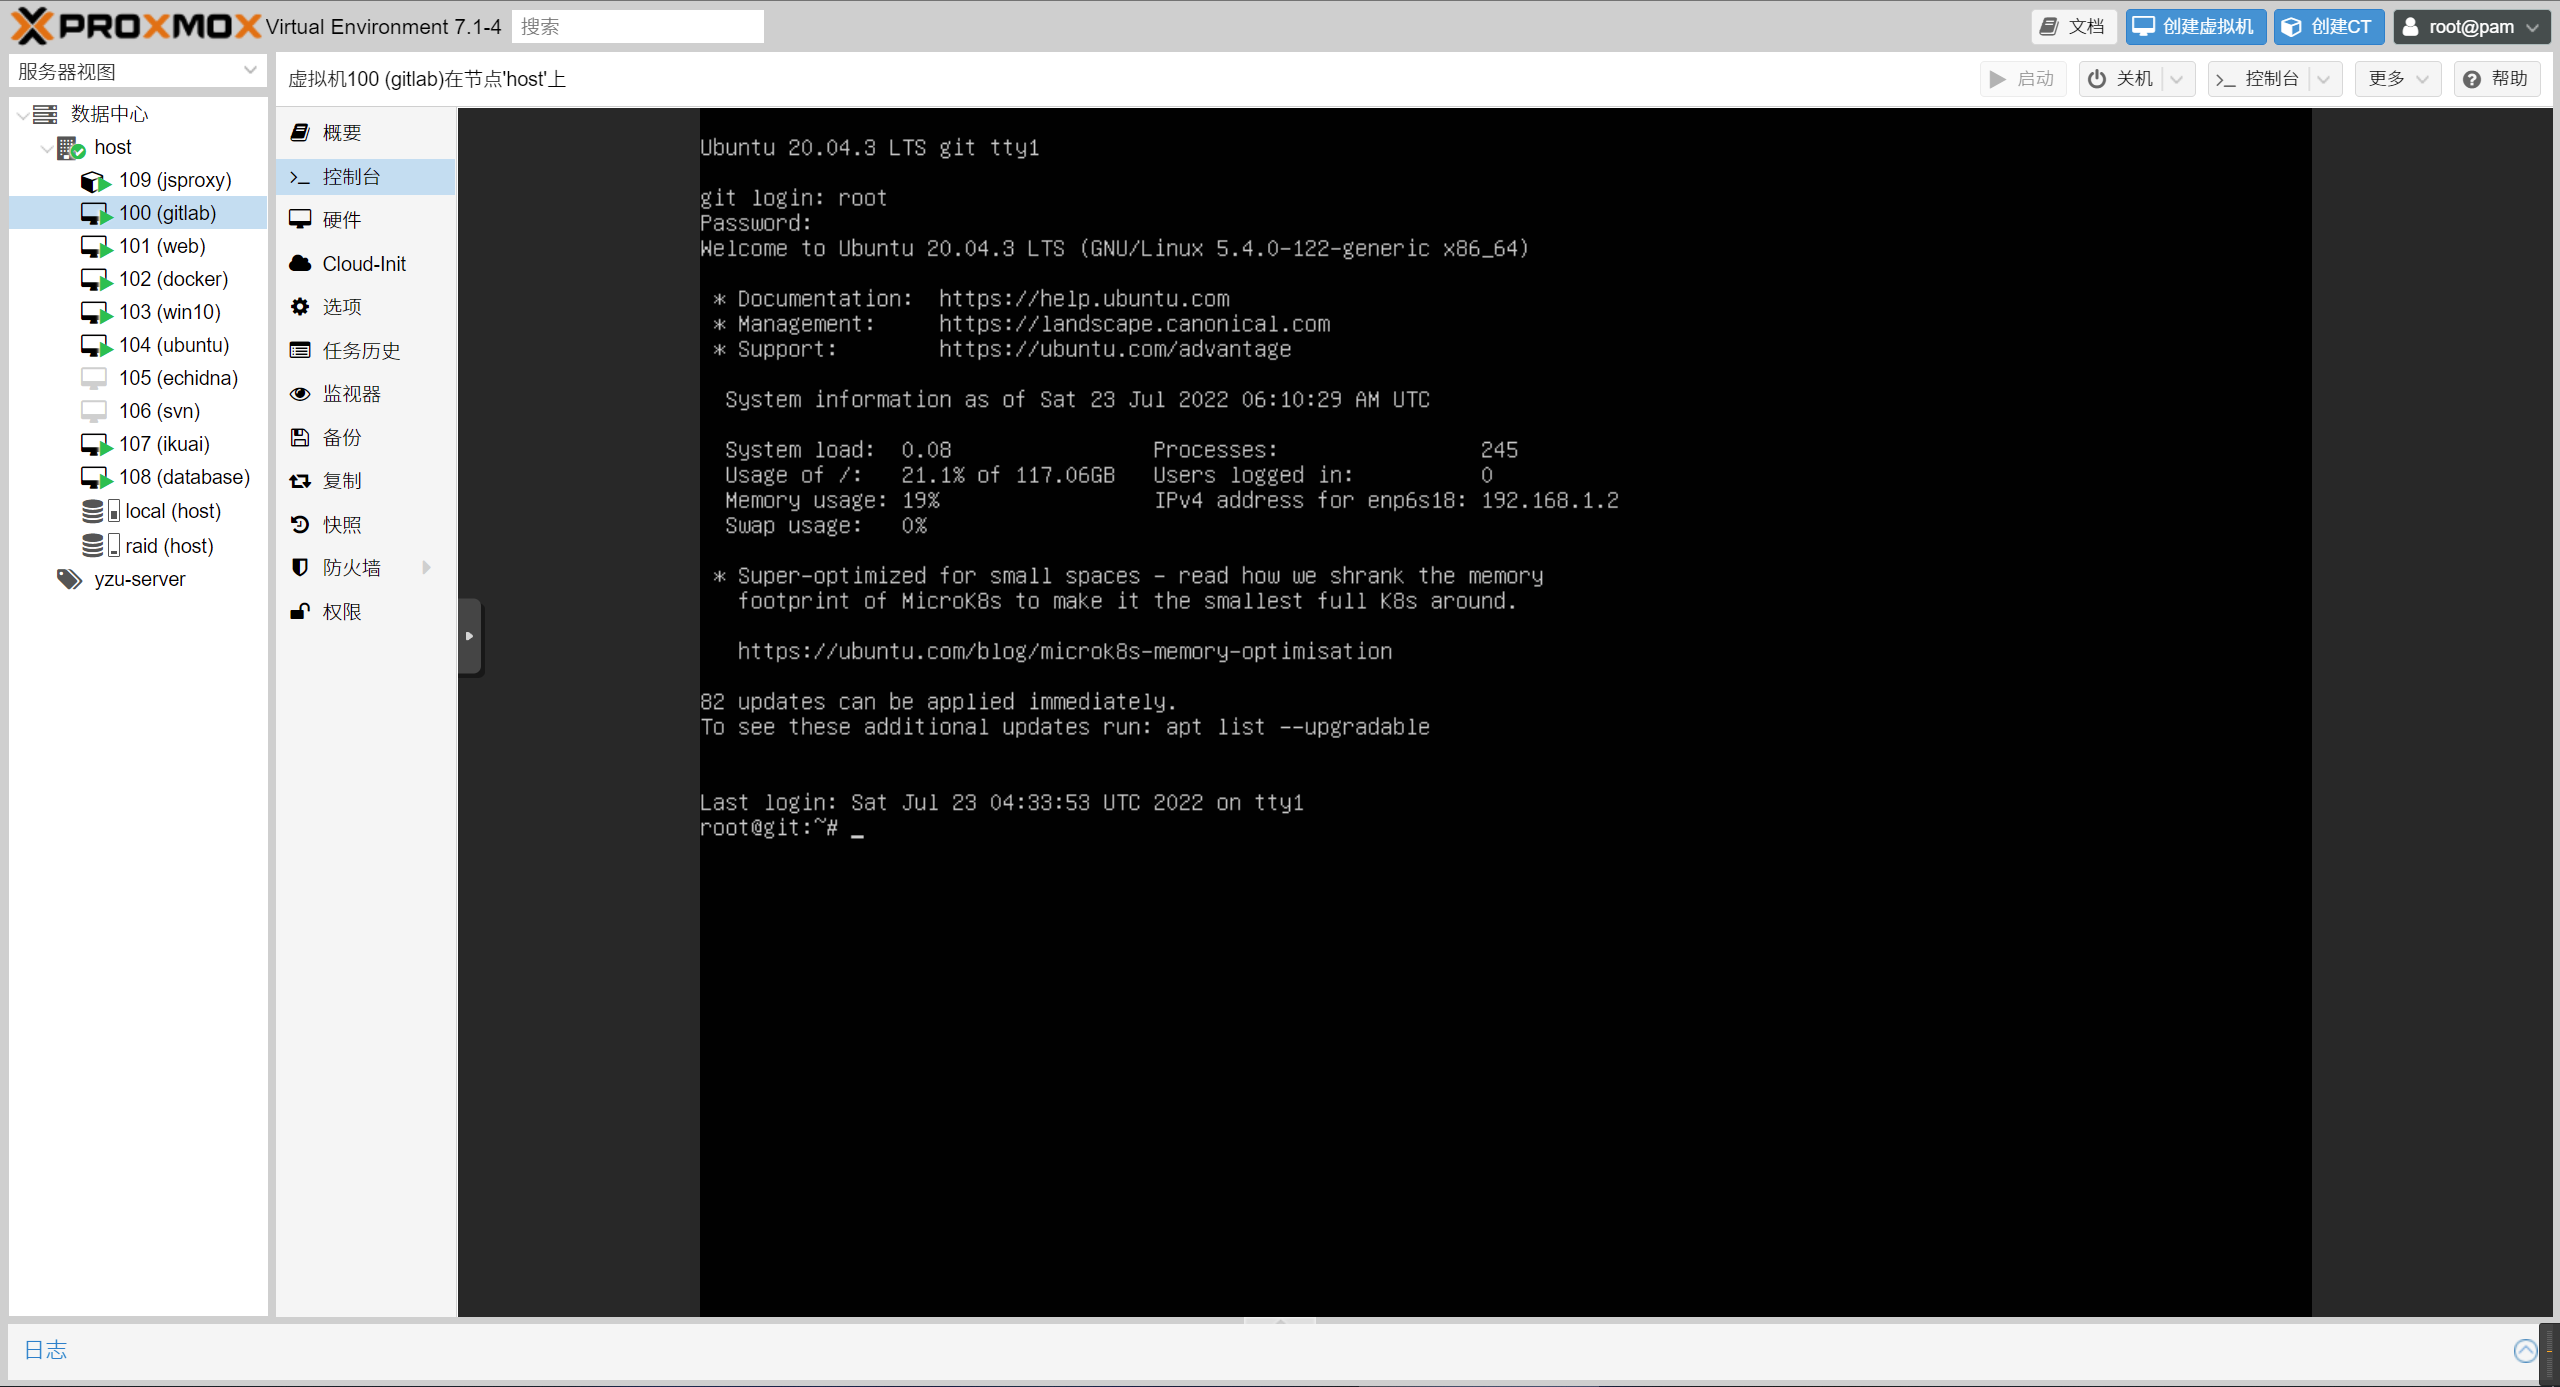 PROXMOX Virtual Environment 7.1-4 搜索 文档 创建虚拟机 创建CT root@pam
服务器视图
虚拟机100 (gitlab)在节点'host'上 启动 关机 控制台 更多 帮助
数据中心
host
109 (jsproxy)
100 (gitlab)
101 (web)
102 (docker)
103 (win10)
104 (ubuntu)
105 (echidna)
106 (svn)
107 (ikuai)
108 (database)
local (host)
raid (host)
yzu-server
概要
控制台
硬件
Cloud-Init
选项
任务历史
监视器
备份
复制
快照
防火墙
权限
Ubuntu 20.04.3 LTS git tty1
git login: root
Password:
Welcome to Ubuntu 20.04.3 LTS (GNU/Linux 5.4.0-122-generic x86_64)
* Documentation:  https://help.ubuntu.com
* Management:     https://landscape.canonical.com
* Support:        https://ubuntu.com/advantage
System information as of Sat 23 Jul 2022 06:10:29 AM UTC
System load:  0.08                Processes:                245
Usage of /:   21.1% of 117.06GB   Users logged in:          0
Memory usage: 19%                 IPv4 address for enp6s18: 192.168.1.2
Swap usage:   0%
* Super-optimized for small spaces - read how we shrank the memory
footprint of MicroK8s to make it the smallest full K8s around.
https://ubuntu.com/blog/microk8s-memory-optimisation
82 updates can be applied immediately.
To see these additional updates run: apt list --upgradable
Last login: Sat Jul 23 04:33:53 UTC 2022 on tty1
root@git:~# _
日志